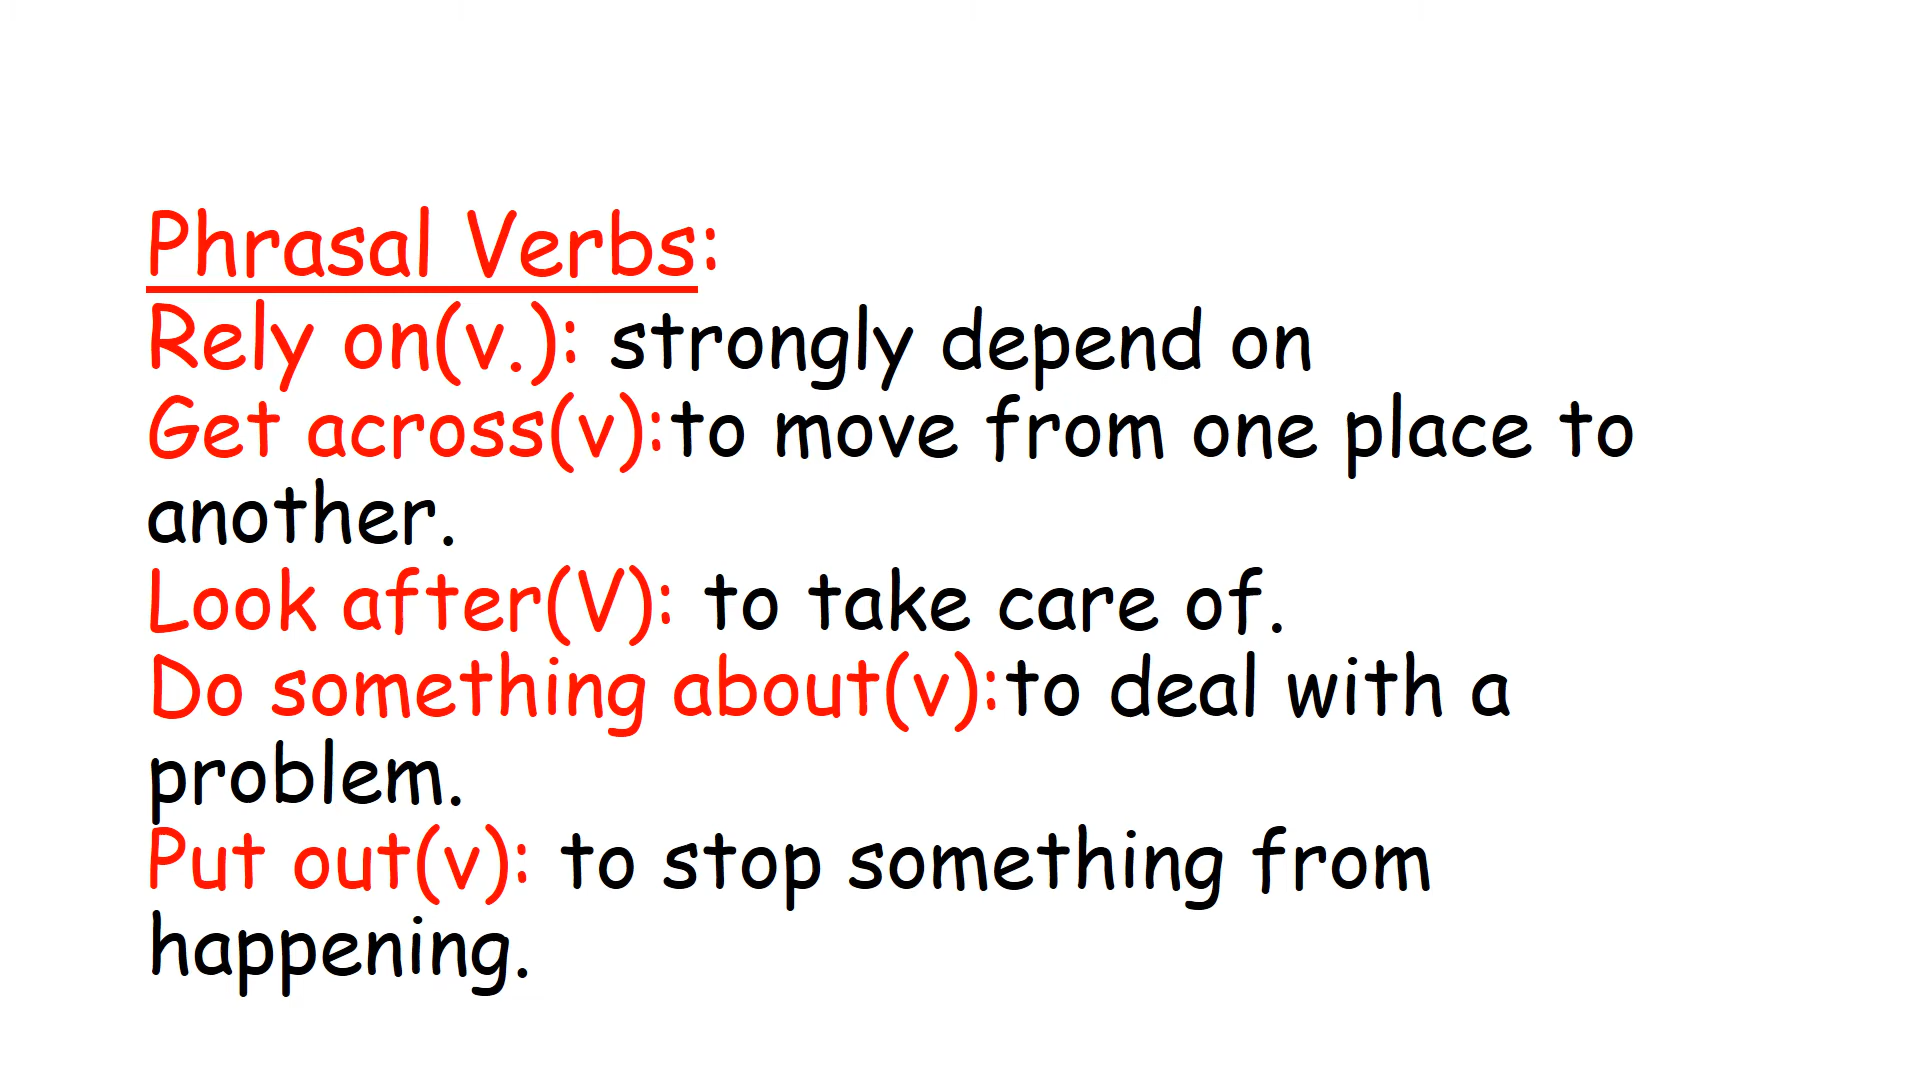 Phrasal Verbs:
Rely on(v.): strongly depend on
Get across(v):to move from one place to
another.
Look after(V): to take care of.
Do something about(v):to deal with a
problem.
Put out(v): to stop something from
happening.